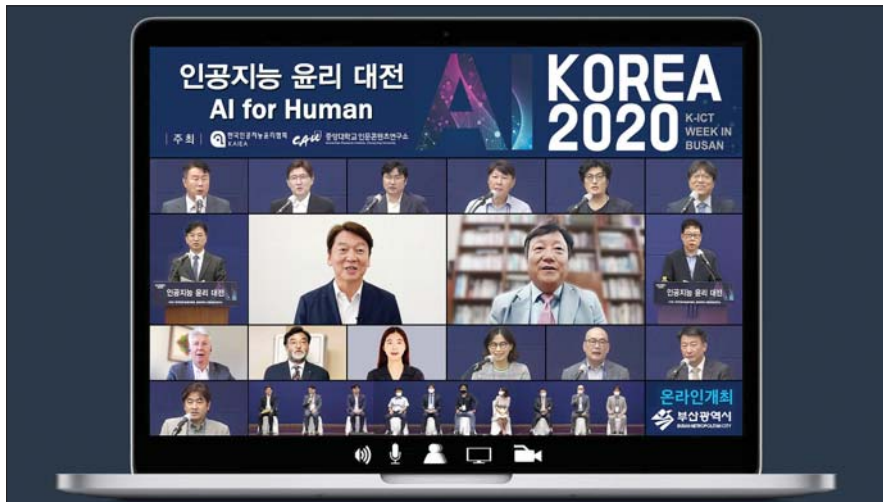 인공지능 윤리 대전
AI for Human
주최
한국인공지능윤리협회
KAIEA
CAU
중앙대학교 인문콘텐츠연구소
AI
KOREA
2020
K-ICT
WEEK IN
BUSAN
인공지능 윤리 대전
인공지능 윤리 대전
온라인개최
부산광역시
BUSAN METROPOLITAN CITY